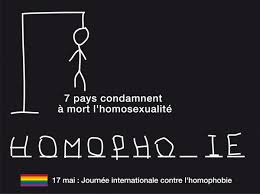 7 pays condamnent
à mort l'homosexualité
HOMOPHO_IE
17 mai : Journée internationale contre l'homophobie